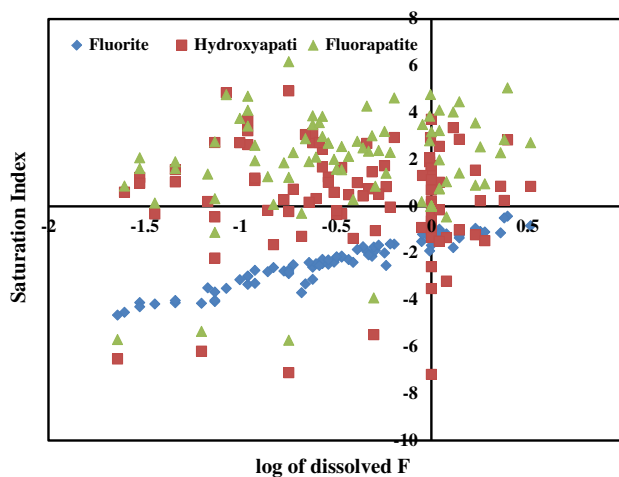 8
Fluorite Hydroxyapati Fluorapatite
6
4
2
0
-2 -1.5 -1 -0.5 0 0.5
-2
-4
-6
-8
-10
Saturation Index
log of dissolved F